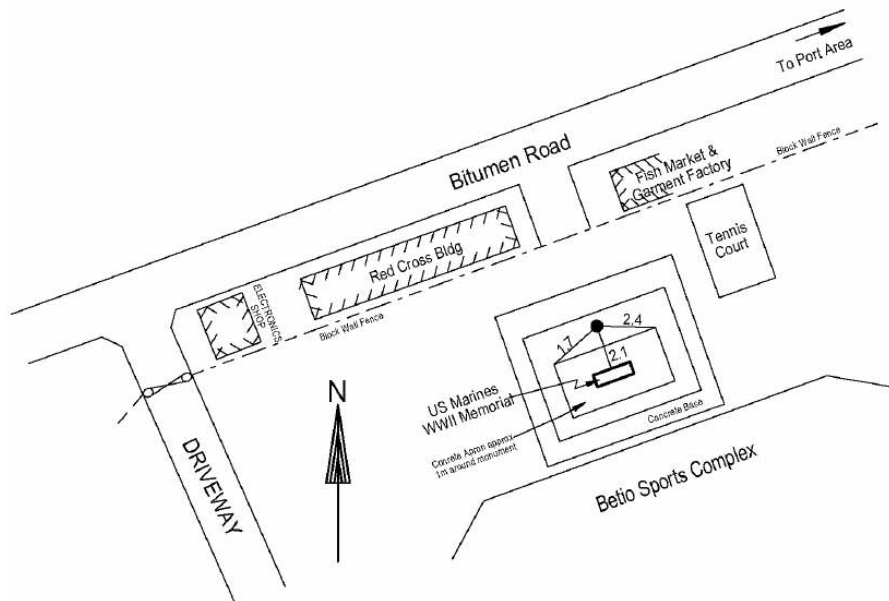 To Port Area
Bitumen Road
Block Wall Fence
Fish Market &
Garment Factory
Tennis
Court
Red Cross Bldg
ELECTRONICS
SHOP
Block Wall Fence
2,4
1,7
2.1
N
US Marines
WWII Memorial
Concrete Base
Concrete Apron approx
1m around monument
DRIVEWAY
Betio Sports Complex